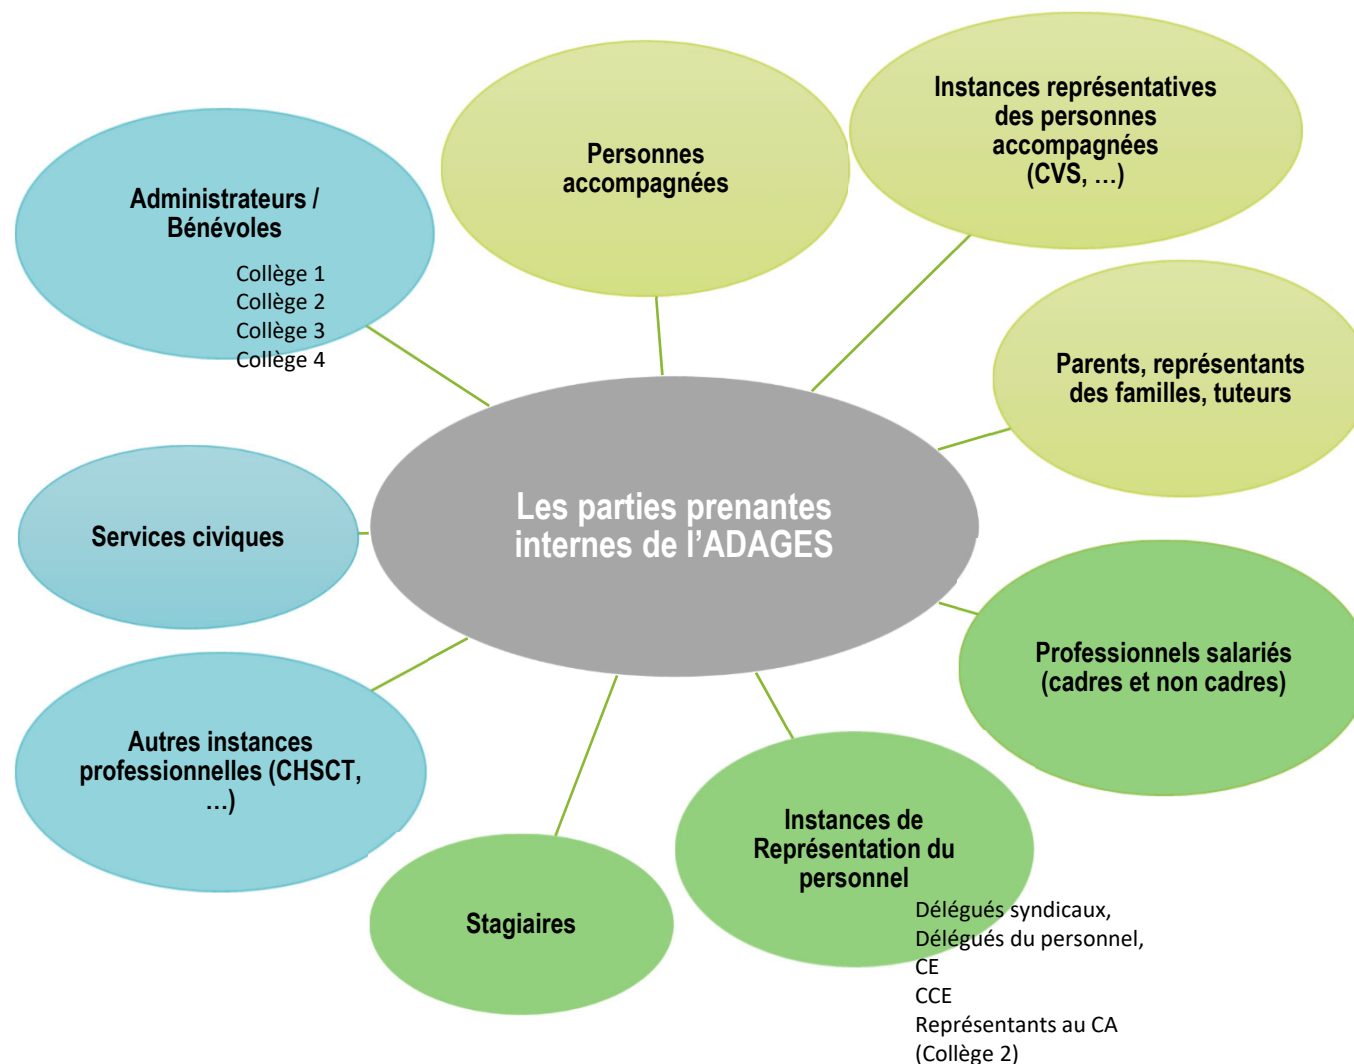 Instances représentatives
des personnes
accompagnées
(CVS, …)
Personnes
accompagnées
Administrateurs /
Bénévoles
Collège 1
Collège 2
Collège 3
Collège 4
Parents, représentants
des familles, tuteurs
Les parties prenantes
internes de l’ADAGES
Services civiques
Professionnels salariés
(cadres et non cadres)
Autres instances
professionnelles (CHSCT,
…)
Instances de
Représentation du
personnel
Délégués syndicaux,
Délégués du personnel,
CE
CCE
Représentants au CA
(Collège 2)
Stagiaires